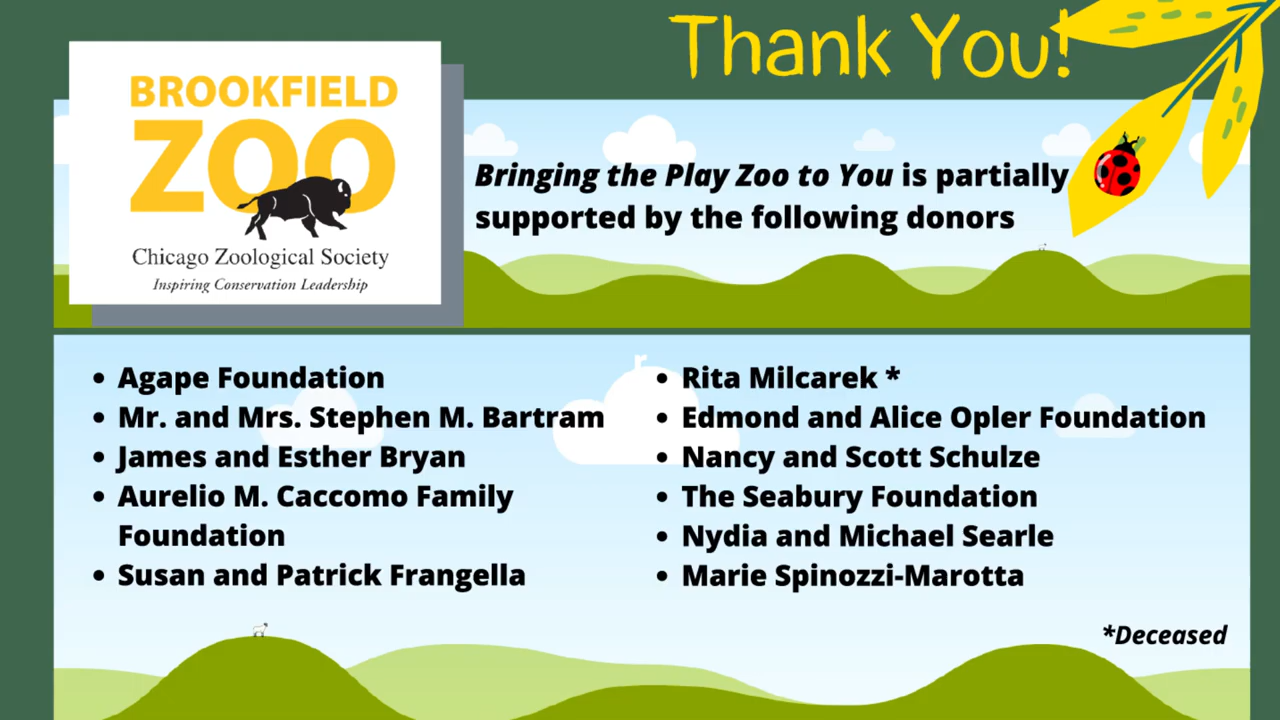 Thank You!
BROOKFIELD
ZOO
Chicago Zoological Society
Inspiring Conservation Leadership
Bringing the Play Zoo to You is partially
supported by the following donors
• Agape Foundation
• Mr. and Mrs. Stephen M. Bartram
• James and Esther Bryan
• Aurelio M. Caccomo Family
Foundation
• Susan and Patrick Frangella
• Rita Milcarek *
• Edmond and Alice Opler Foundation
• Nancy and Scott Schulze
• The Seabury Foundation
• Nydia and Michael Searle
• Marie Spinozzi-Marotta
*Deceased